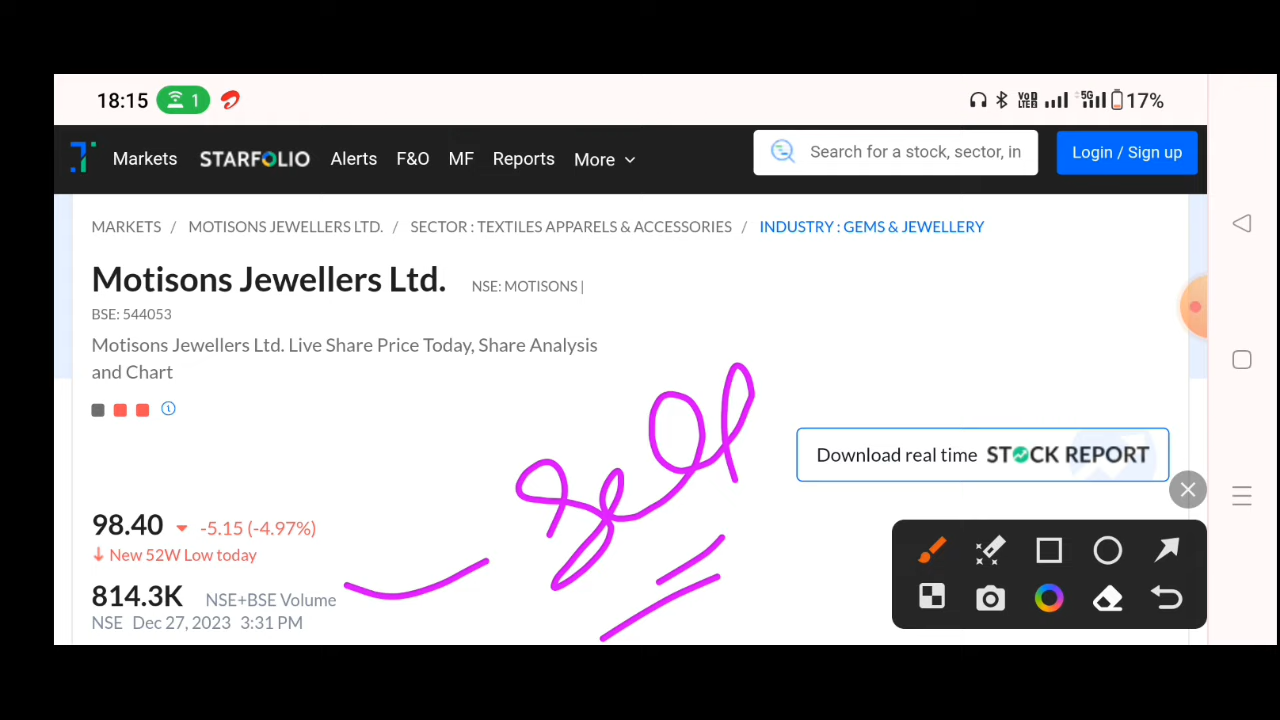 18:15 1 VoD LTE 5G 17%
Markets STARFOLIO Alerts F&O MF Reports More Search for a stock, sector, in Login / Sign up
MARKETS / MOTISONS JEWELLERS LTD. / SECTOR : TEXTILES APPARELS & ACCESSORIES / INDUSTRY : GEMS & JEWELLERY
Motisons Jewellers Ltd. NSE: MOTISONS |
BSE: 544053
Motisons Jewellers Ltd. Live Share Price Today, Share Analysis
and Chart
Sell
Download real time STOCK REPORT
98.40 -5.15 (-4.97%)
New 52W Low today
814.3K NSE+BSE Volume
NSE Dec 27, 2023 3:31 PM